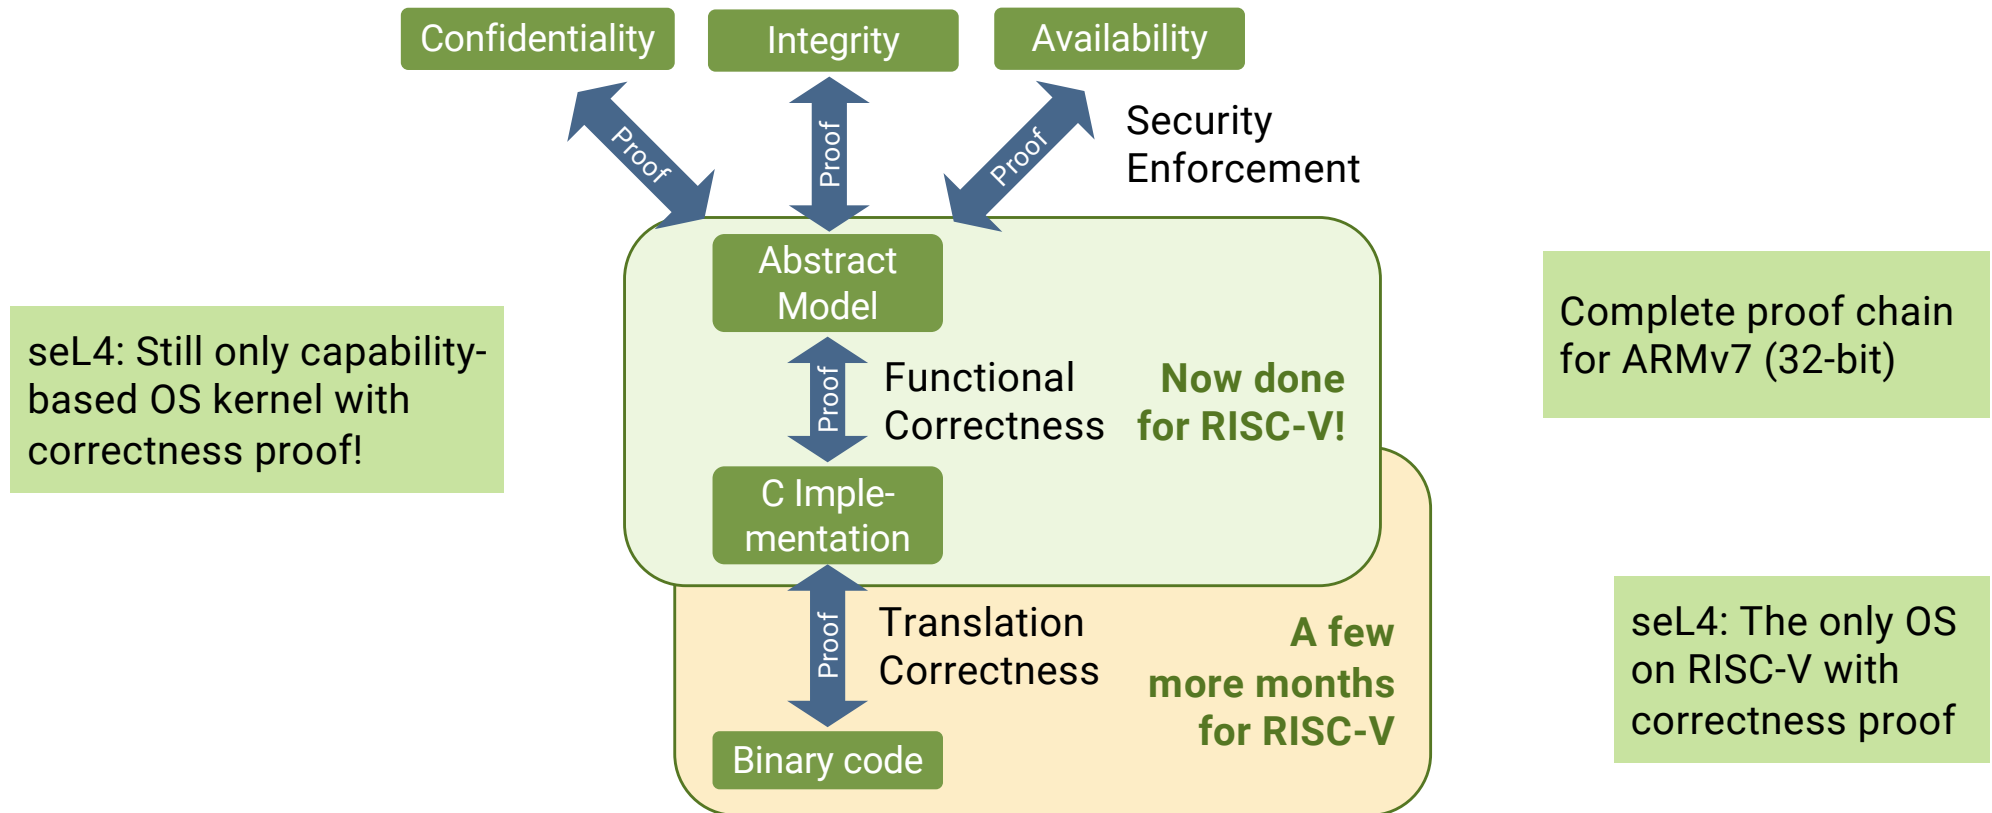 Confidentiality
Integrity
Availability
Proof
Proof
Proof
Security
Enforcement
Abstract
Model
seL4: Still only capability-
based OS kernel with
correctness proof!
Proof
Functional
Correctness
Now done
for RISC-V!
Complete proof chain
for ARMv7 (32-bit)
C Imple-
mentation
Proof
Translation
Correctness
A few
more months
for RISC-V
Binary code
seL4: The only OS
on RISC-V with
correctness proof